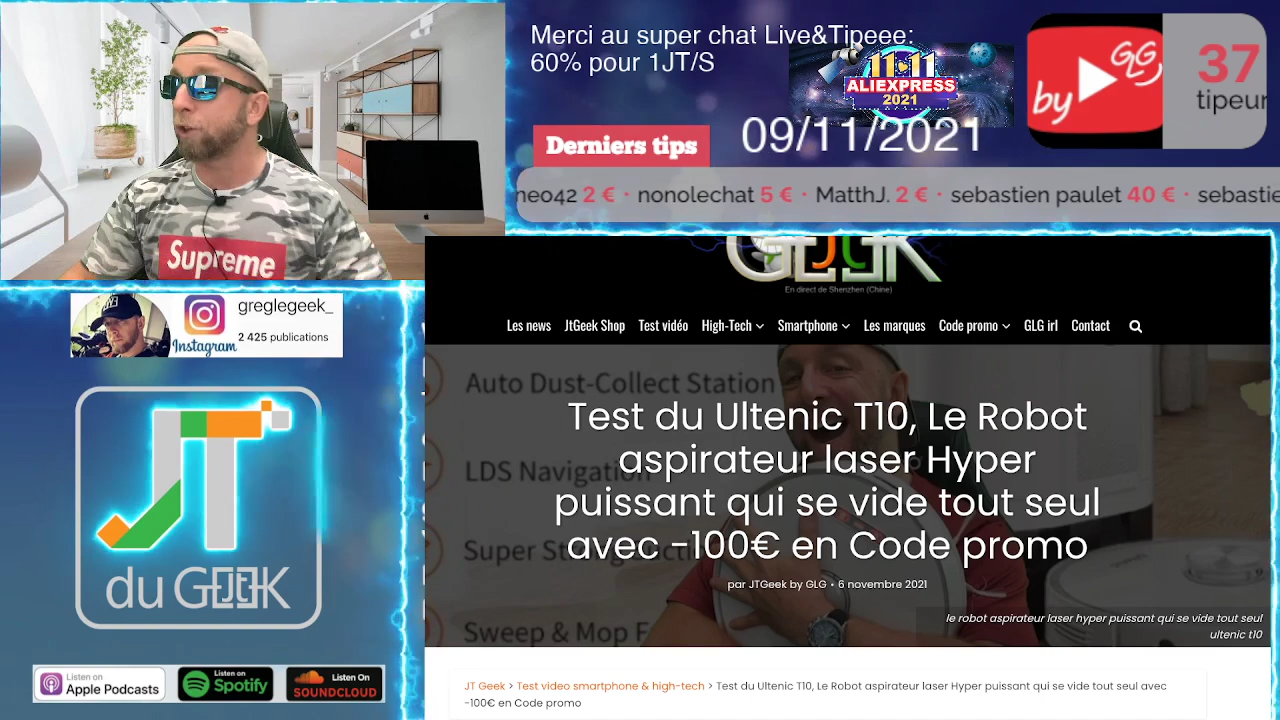 Merci au super chat Live&Tipeee:
60% pour 1JT/S
11·11
ALIEXPRESS
2021
by GLG
37
tipeur
Derniers tips
09/11/2021
neo42 2 € · nonolechat 5 € · MatthJ. 2 € · sebastien paulet 40 € · sebastie
Supreme
greglegeek_
Instagram
2 425 publications
JT
du GEEK
Listen on
Apple Podcasts
Listen on
Spotify
Listen On
SOUNDCLOUD
GEEK
En direct de Shenzhen (Chine)
Les news JtGeek Shop Test vidéo High-Tech Smartphone Les marques Code promo GLG irl Contact
Auto Dust-Collect Station
LDS Navigation
Super St
Sweep & Mop F
Test du Ultenic T10, Le Robot
aspirateur laser Hyper
puissant qui se vide tout seul
avec -100€ en Code promo
par JTGeek by GLG • 6 novembre 2021
le robot aspirateur laser hyper puissant qui se vide tout seul
ultenic t10
JT Geek > Test video smartphone & high-tech > Test du Ultenic T10, Le Robot aspirateur laser Hyper puissant qui se vide tout seul avec
-100€ en Code promo